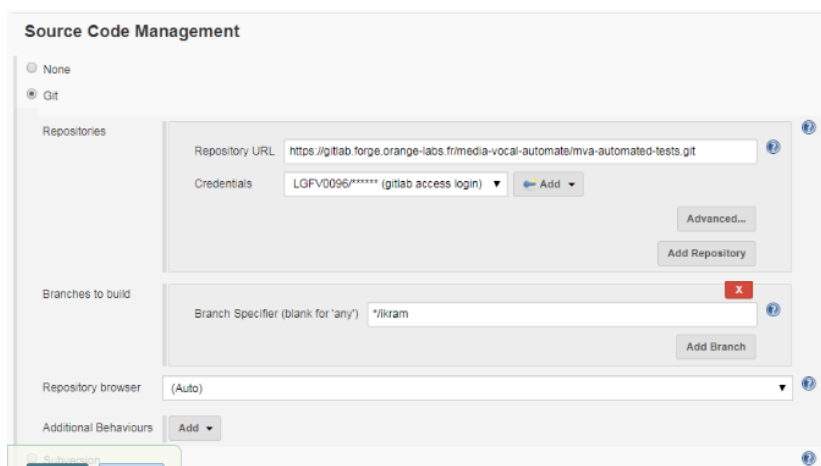 Source Code Management
None
Git
Repositories
Repository URL https://gitlab.forge.orange-labs.fr/media-vocal-automate/mva-automated-tests.git
Credentials LGFV0096/****** (gitlab access login) Add
Advanced...
Add Repository
Branches to build
X
Branch Specifier (blank for 'any') */ikram
Add Branch
Repository browser (Auto)
Additional Behaviours Add
Subversion